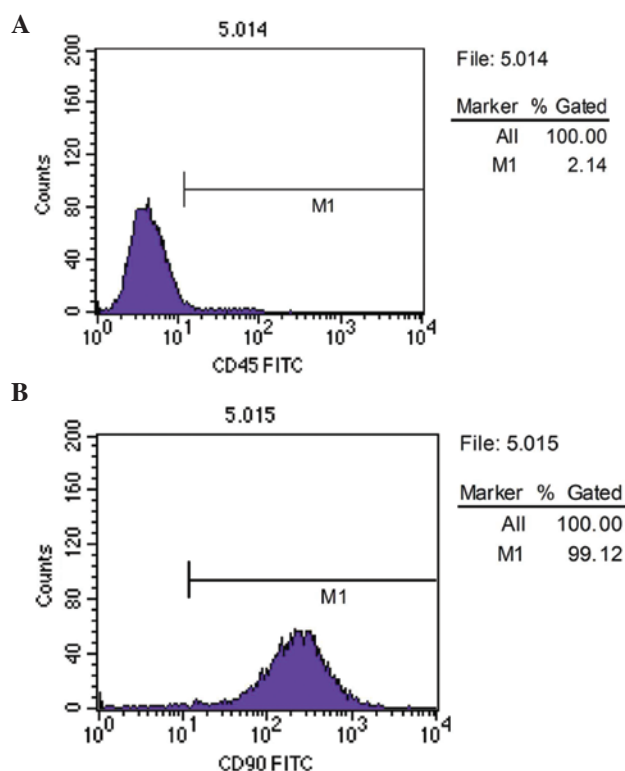 A
5.014
File: 5.014
Marker % Gated
All 100.00
M1 2.14
200
160
120
80
40
0
Counts
M1
10^0 10^1 10^2 10^3 10^4
CD45 FITC
B
5.015
File: 5.015
Marker % Gated
All 100.00
M1 99.12
200
160
120
80
40
0
Counts
M1
10^0 10^1 10^2 10^3 10^4
CD90 FITC